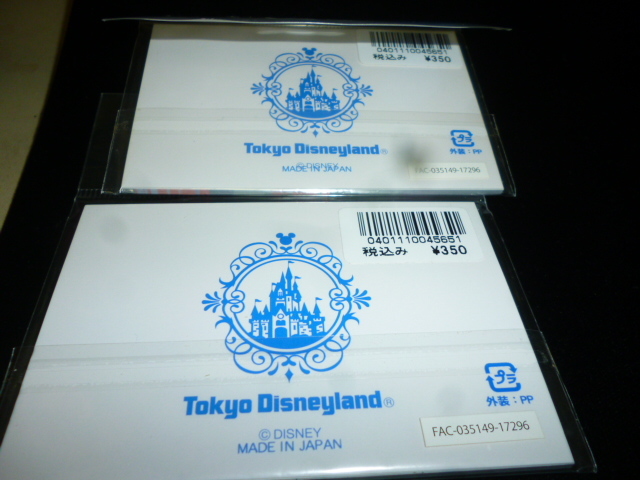 0401110045651
税込み ¥350
Tokyo Disneyland®
© DISNEY
MADE IN JAPAN
プラ
外装：PP
FAC-035149-17296
0401110045651
税込み ¥350
Tokyo Disneyland®
© DISNEY
MADE IN JAPAN
プラ
外装：PP
FAC-035149-17296